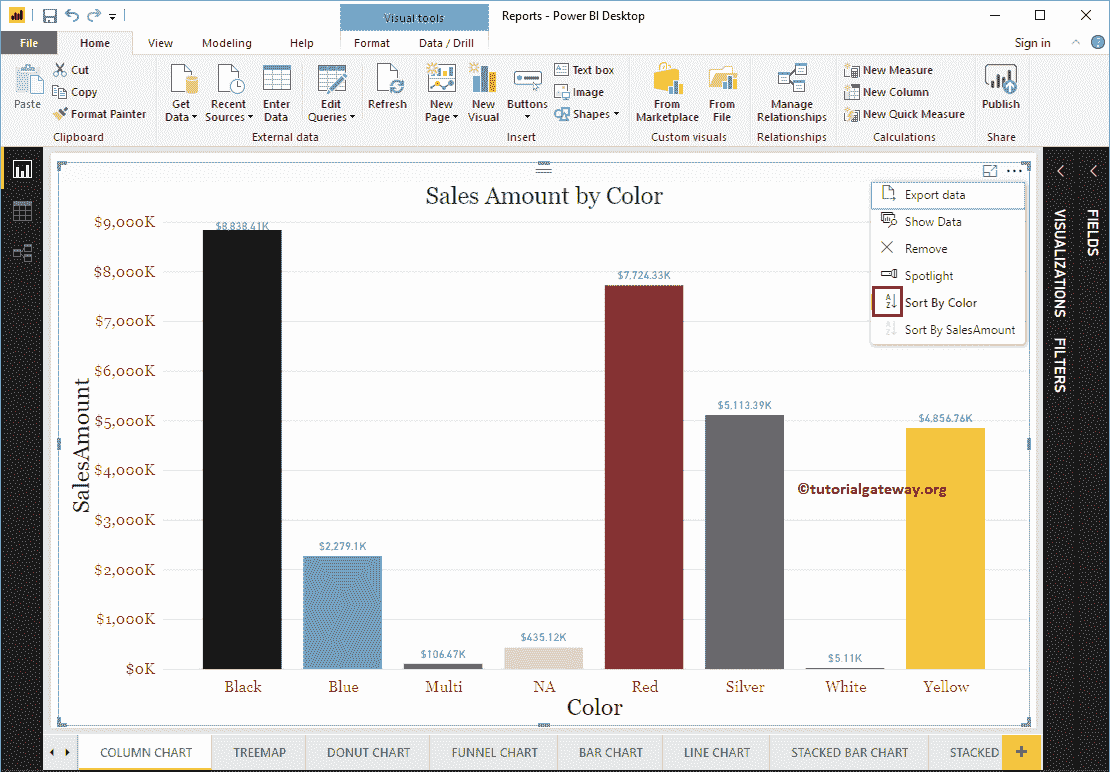 Visual tools
Reports - Power BI Desktop
File
Home
View
Modeling
Help
Format
Data / Drill
Sign in
Paste
Cut
Copy
Format Painter
Clipboard
Get Data
Recent Sources
Enter Data
Edit Queries
External data
Refresh
New Page
New Visual
Buttons
Text box
Image
Shapes
Insert
From Marketplace
From File
Custom visuals
Manage Relationships
Relationships
New Measure
New Column
New Quick Measure
Calculations
Publish
Share
Sales Amount by Color
Export data
Show Data
Remove
Spotlight
Sort By Color
Sort By SalesAmount
VISUALIZATIONS
FILTERS
FIELDS
SalesAmount
$9,000K
$8,000K
$7,000K
$6,000K
$5,000K
$4,000K
$3,000K
$2,000K
$1,000K
$0K
$8,838.41K
$2,279.1K
$106.47K
$435.12K
$7,724.33K
$5,113.39K
$5.11K
$4,856.76K
©tutorialgateway.org
Black
Blue
Multi
NA
Red
Silver
White
Yellow
Color
COLUMN CHART
TREEMAP
DONUT CHART
FUNNEL CHART
BAR CHART
LINE CHART
STACKED BAR CHART
STACKED